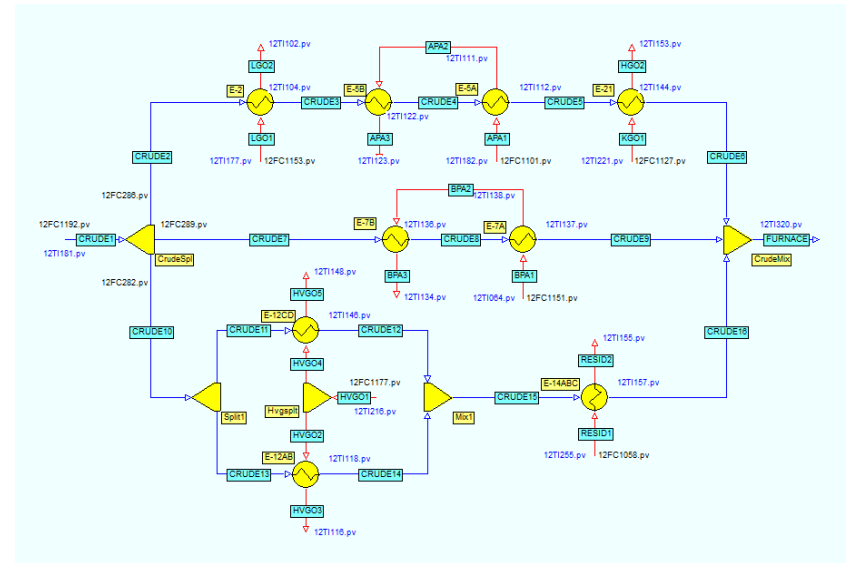 12TI102.pv 12TI153.pv
APA2
LGO2 12TI111.pv HGO2
E-2 12TI104.pv E-5B E-5A 12TI112.pv E-21 12TI144.pv
CRUDE3 CRUDE4 CRUDE5
12TI122.pv
LGO1 APA3 APA1 KGO1
CRUDE2 12TI177.pv 12FC1153.pv 12TI123.pv 12TI182.pv 12FC1101.pv 12TI221.pv 12FC1127.pv CRUDE6
BPA2
12FC286.pv 12TI138.pv
12FC1192.pv 12FC289.pv E-7B 12TI136.pv E-7A 12TI137.pv 12TI320.pv
CRUDE1 CRUDE7 CRUDE8 CRUDE9 FURNACE
12TI181.pv CrudeSpl CrudeMix
12FC282.pv 12TI148.pv BPA3 BPA1
HVGO5 12TI134.pv 12TI064.pv 12FC1151.pv
E-12CD 12TI146.pv
CRUDE10 CRUDE11 CRUDE12 12TI155.pv CRUDE16
HVGO4 RESID2
12FC1177.pv E-14ABC 12TI157.pv
HVGO1 CRUDE15
Split1 Hvgsplt 12TI216.pv Mix1
HVGO2 RESID1
E-12AB 12TI118.pv 12TI255.pv 12FC1058.pv
CRUDE13 CRUDE14
HVGO3
12TI116.pv